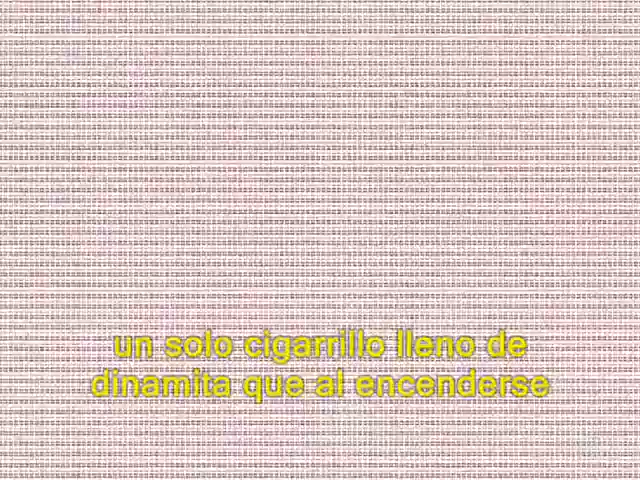 un solo cigarrillo lleno de
dinamita que al encenderse